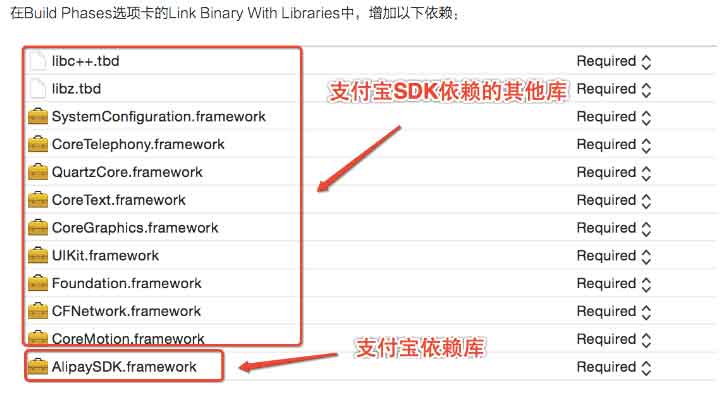 在Build Phases选项卡的Link Binary With Libraries中，增加以下依赖：
libc++.tbd Required
libz.tbd Required
支付宝SDK依赖的其他库
SystemConfiguration.framework Required
CoreTelephony.framework Required
QuartzCore.framework Required
CoreText.framework Required
CoreGraphics.framework Required
UIKit.framework Required
Foundation.framework Required
CFNetwork.framework Required
CoreMotion.framework Required
支付宝依赖库
AlipaySDK.framework Required